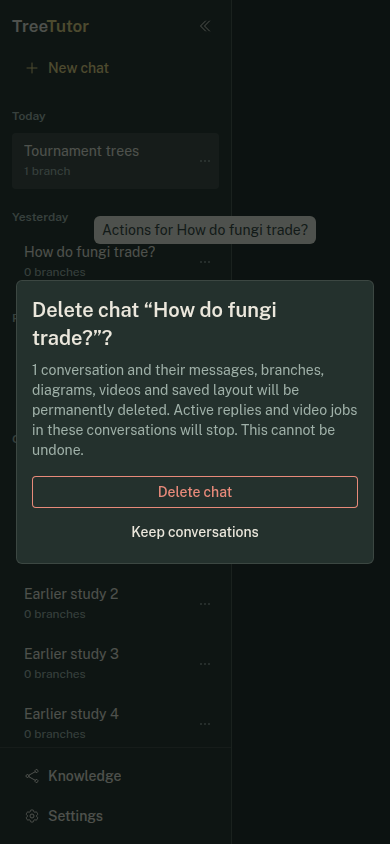 TreeTutor
New chat
Today
Tournament trees
1 branch
Yesterday
Actions for How do fungi trade?
How do fungi trade?
0 branches
Delete chat “How do fungi
trade?”?
1 conversation and their messages, branches,
diagrams, videos and saved layout will be
permanently deleted. Active replies and video jobs
in these conversations will stop. This cannot be
undone.
Delete chat
Keep conversations
Earlier study 2
0 branches
Earlier study 3
0 branches
Earlier study 4
0 branches
Knowledge
Settings